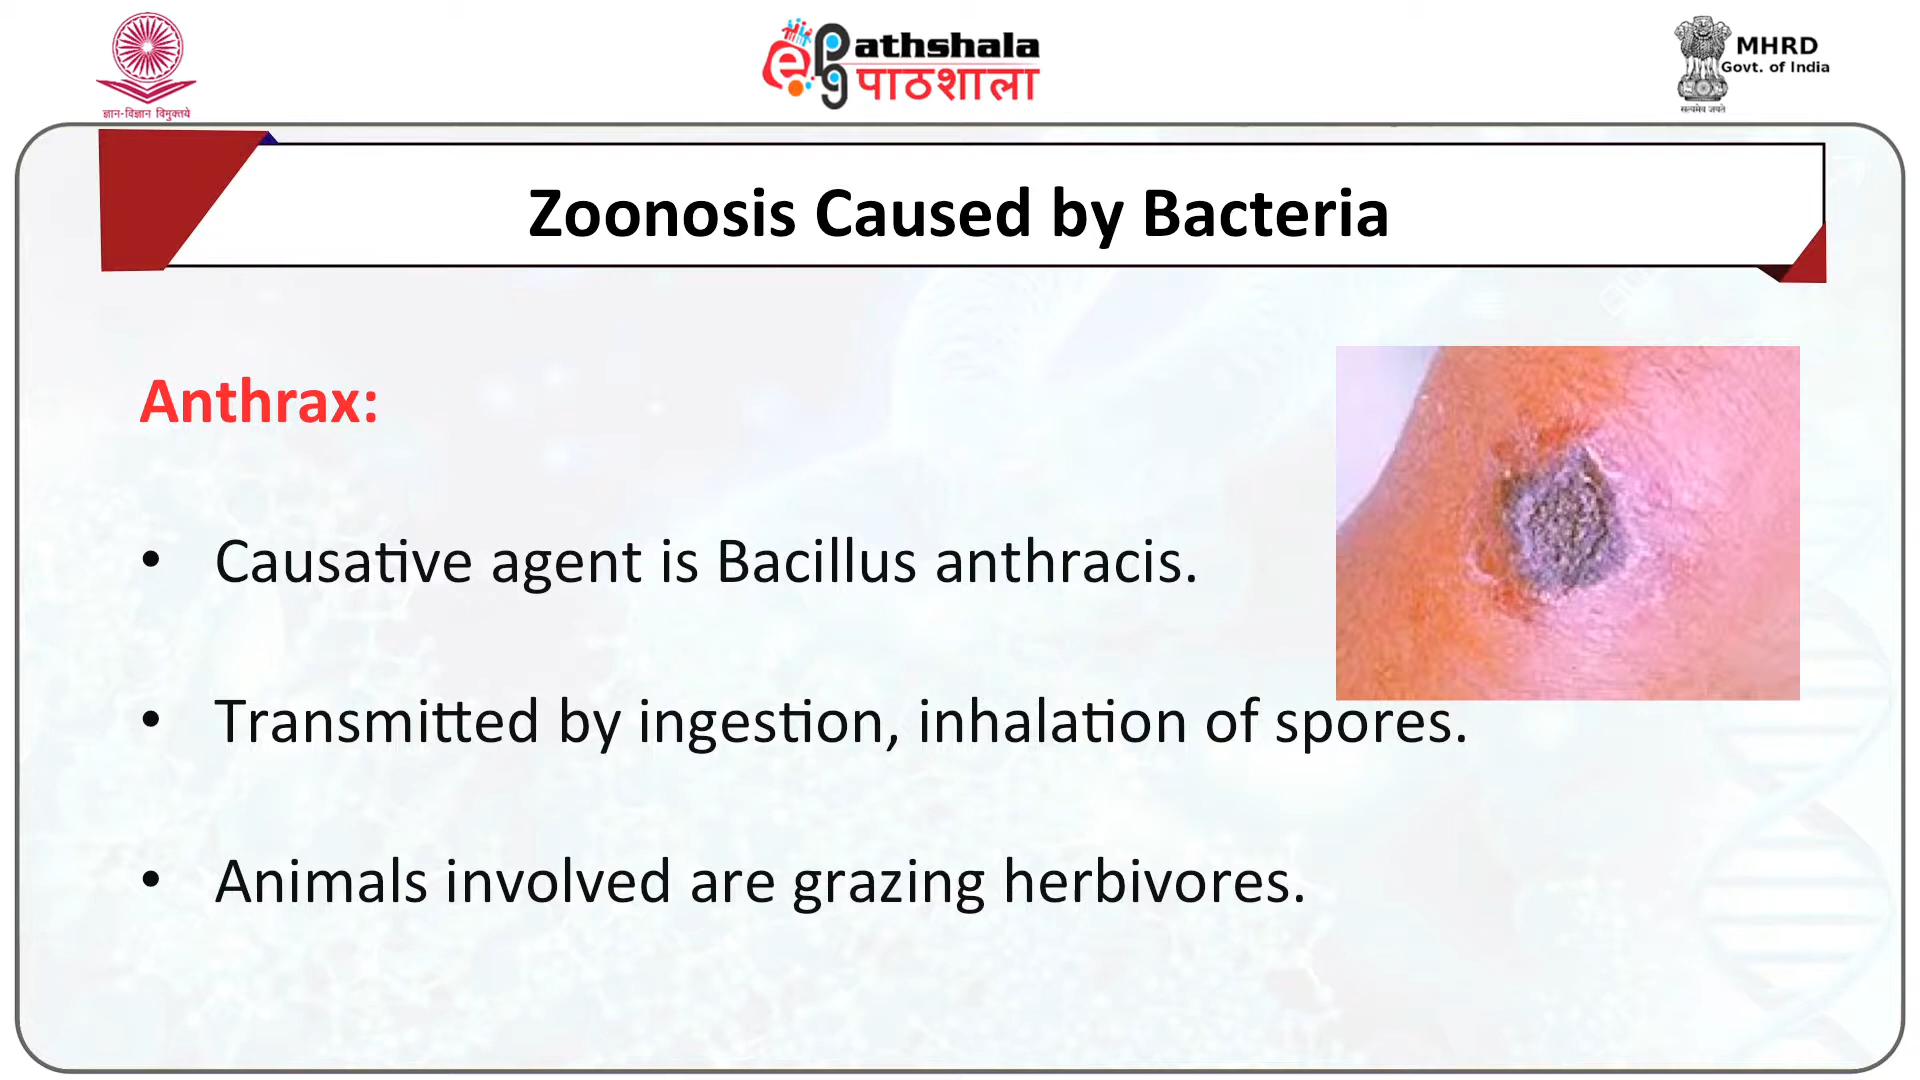 ज्ञान-विज्ञान विमुक्तये
ePGathshala
पाठशाला
MHRD
Govt. of India
सत्यमेव जयते
Zoonosis Caused by Bacteria
Anthrax:
• Causative agent is Bacillus anthracis.
• Transmitted by ingestion, inhalation of spores.
• Animals involved are grazing herbivores.